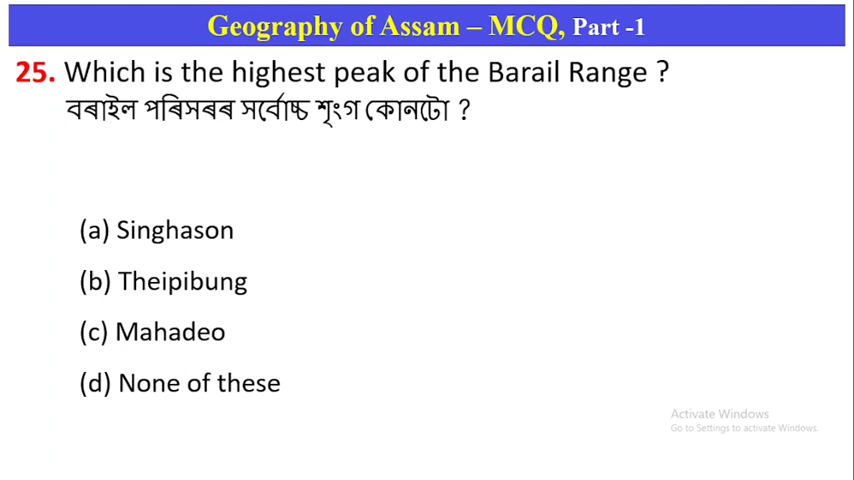 Geography of Assam – MCQ, Part -1
25. Which is the highest peak of the Barail Range ?
বৰাইল পৰিসৰৰ সৰ্বোচ্চ শৃংগ কোনটো ?
(a) Singhason
(b) Theipibung
(c) Mahadeo
(d) None of these
Activate Windows
Go to Settings to activate Windows.